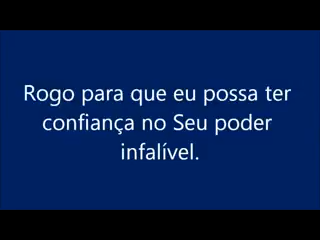 Rogo para que eu possa ter
confiança no Seu poder
infalível.